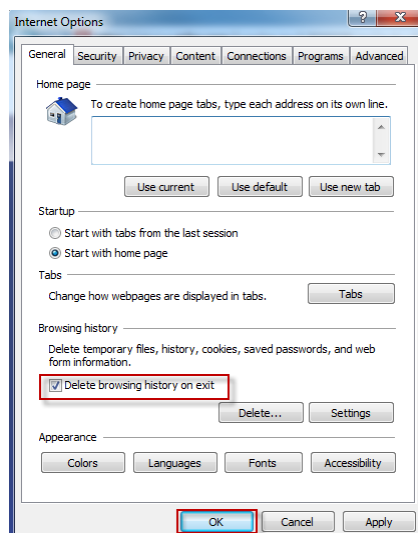 Internet Options
?
X
General Security Privacy Content Connections Programs Advanced
Home page
To create home page tabs, type each address on its own line.
Use current Use default Use new tab
Startup
Start with tabs from the last session
Start with home page
Tabs
Change how webpages are displayed in tabs. Tabs
Browsing history
Delete temporary files, history, cookies, saved passwords, and web
form information.
Delete browsing history on exit
Delete... Settings
Appearance
Colors Languages Fonts Accessibility
OK Cancel Apply